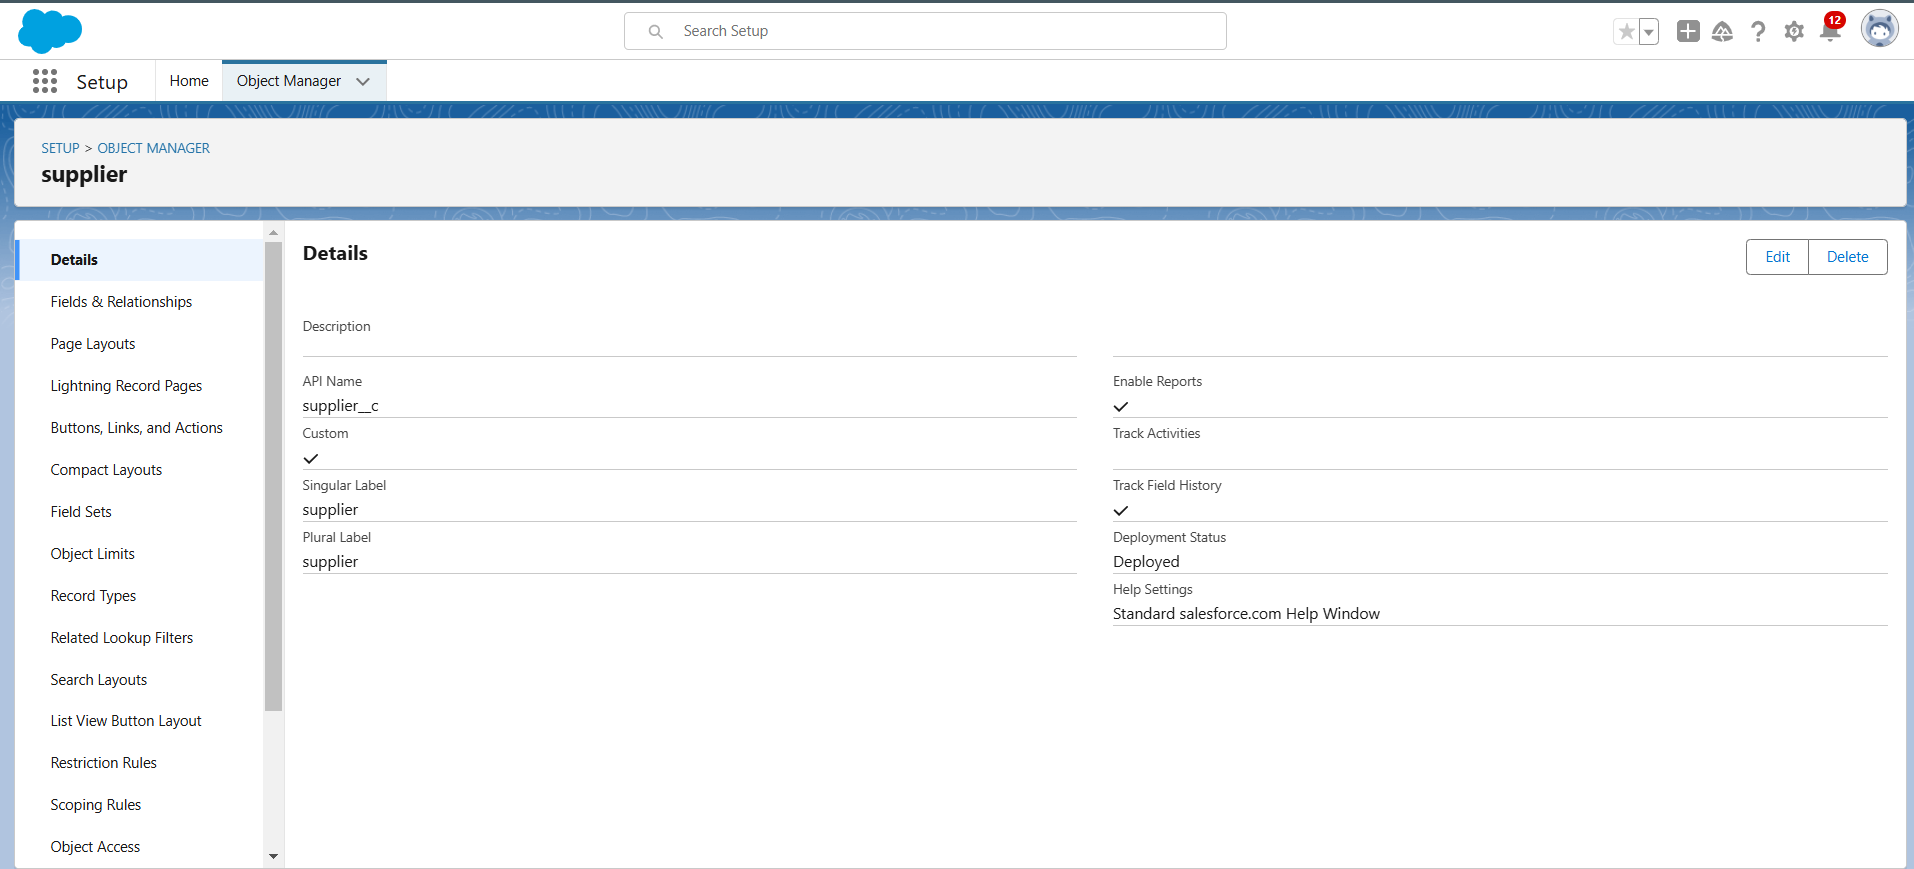 Search Setup
12
Setup
Home
Object Manager
SETUP > OBJECT MANAGER
supplier
Details
Fields & Relationships
Page Layouts
Lightning Record Pages
Buttons, Links, and Actions
Compact Layouts
Field Sets
Object Limits
Record Types
Related Lookup Filters
Search Layouts
List View Button Layout
Restriction Rules
Scoping Rules
Object Access
Details
Edit
Delete
Description
API Name
supplier__c
Custom
Singular Label
supplier
Plural Label
supplier
Enable Reports
Track Activities
Track Field History
Deployment Status
Deployed
Help Settings
Standard salesforce.com Help Window